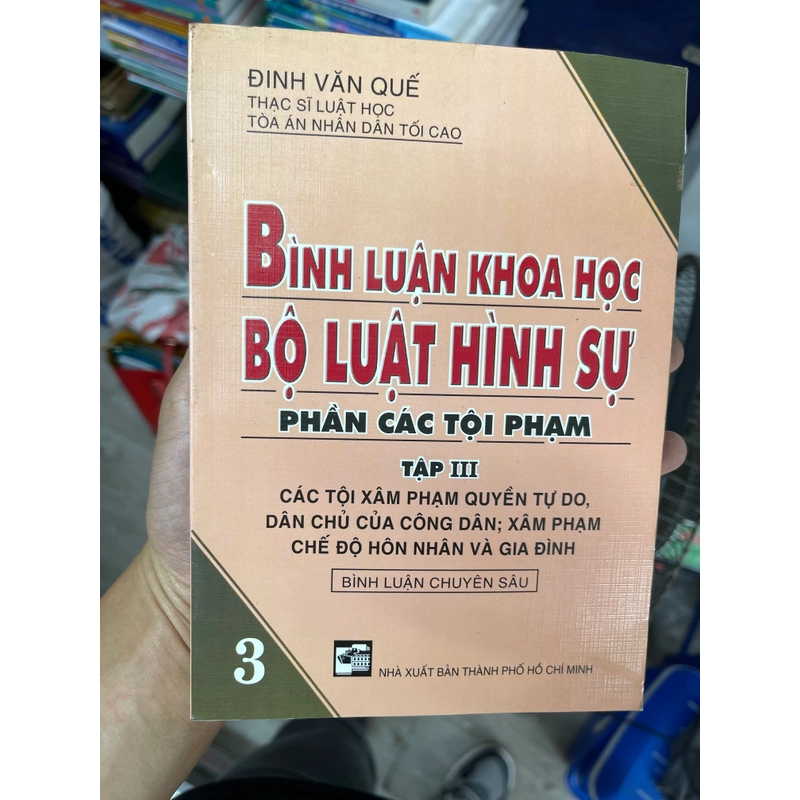 ĐINH VĂN QUẾ
THẠC SĨ LUẬT HỌC
TÒA ÁN NHÂN DÂN TỐI CAO
BÌNH LUẬN KHOA HỌC
BỘ LUẬT HÌNH SỰ
PHẦN CÁC TỘI PHẠM
TẬP III
CÁC TỘI XÂM PHẠM QUYỀN TỰ DO,
DÂN CHỦ CỦA CÔNG DÂN; XÂM PHẠM
CHẾ ĐỘ HÔN NHÂN VÀ GIA ĐÌNH
BÌNH LUẬN CHUYÊN SÂU
3
NHÀ XUẤT BẢN THÀNH PHỐ HỒ CHÍ MINH